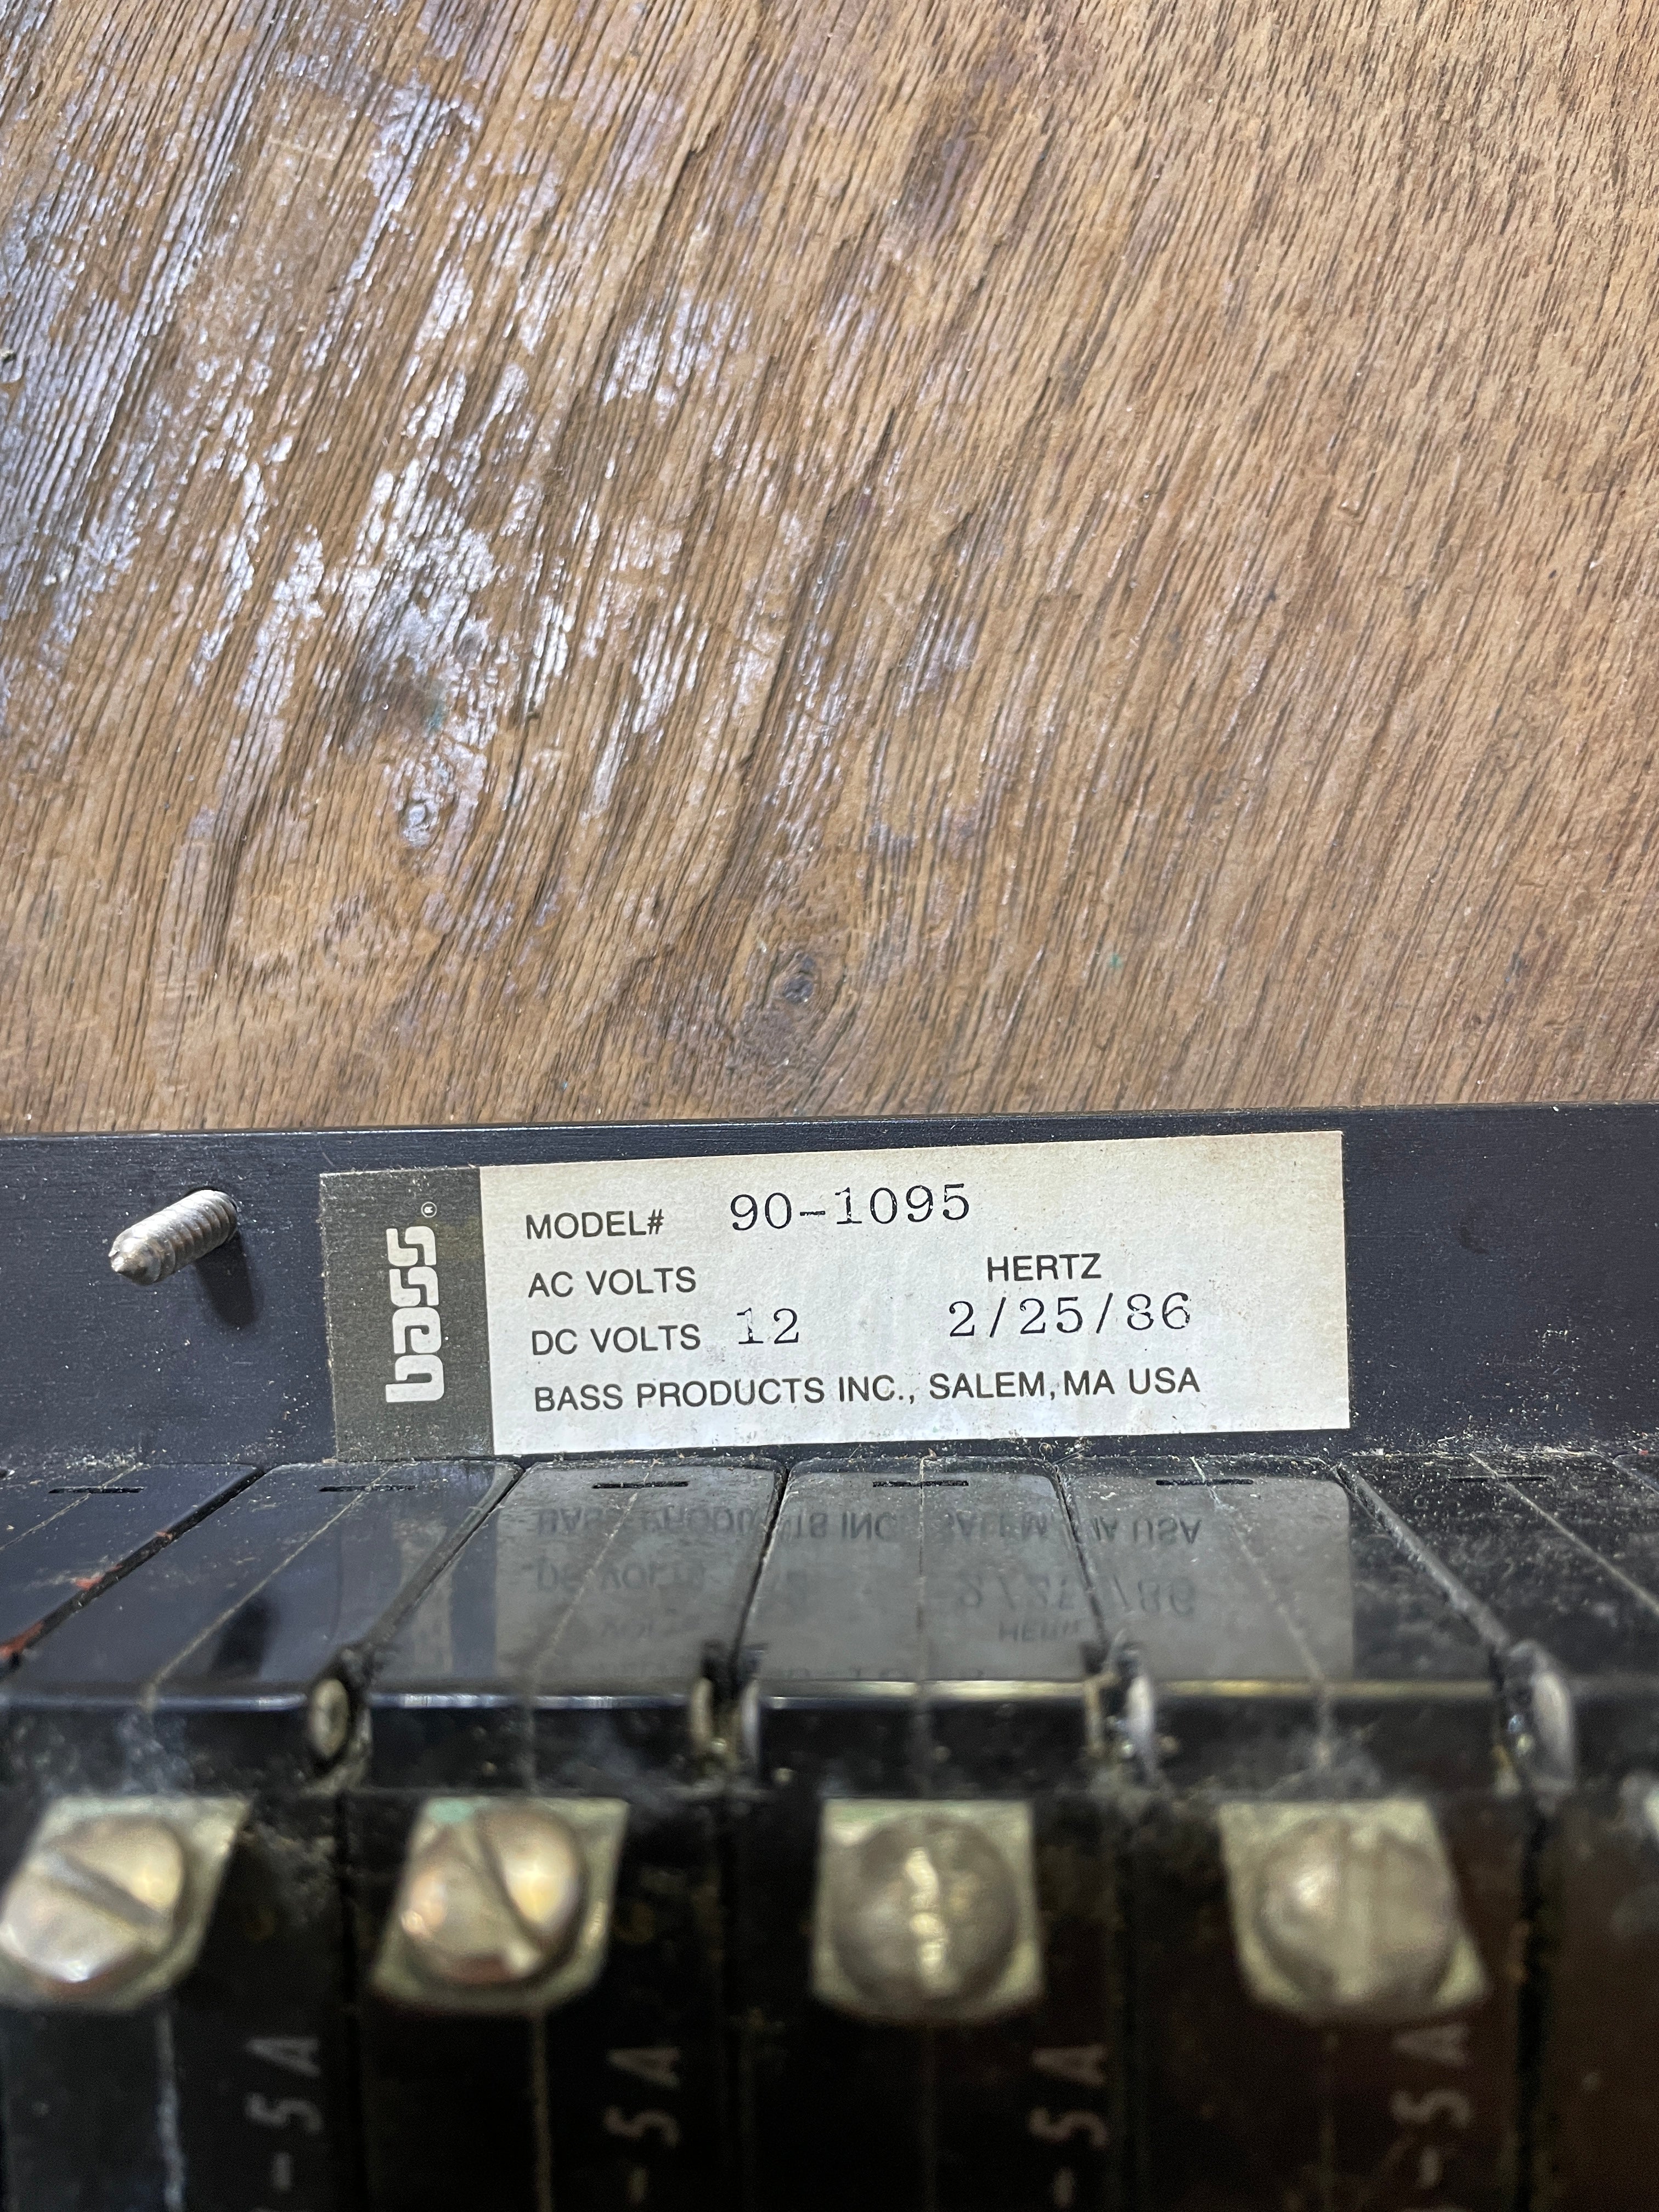 bass®
MODEL# 90-1095
AC VOLTS HERTZ
DC VOLTS 12 2/25/86
BASS PRODUCTS INC., SALEM, MA USA
-5A
-5A
-5A
-5A